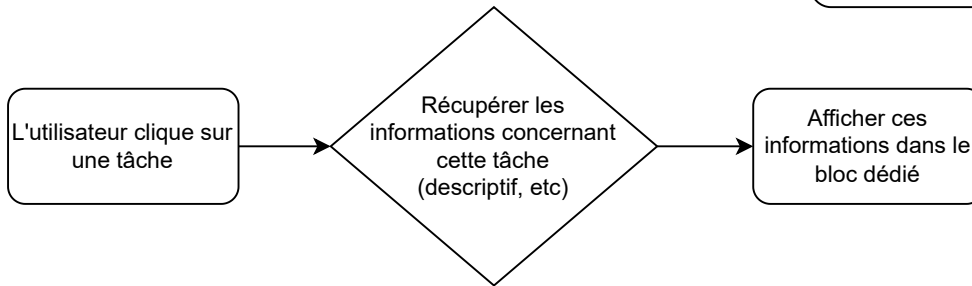 L'utilisateur clique sur
une tâche
Récupérer les
informations concernant
cette tâche
(descriptif, etc)
Afficher ces
informations dans le
bloc dédié